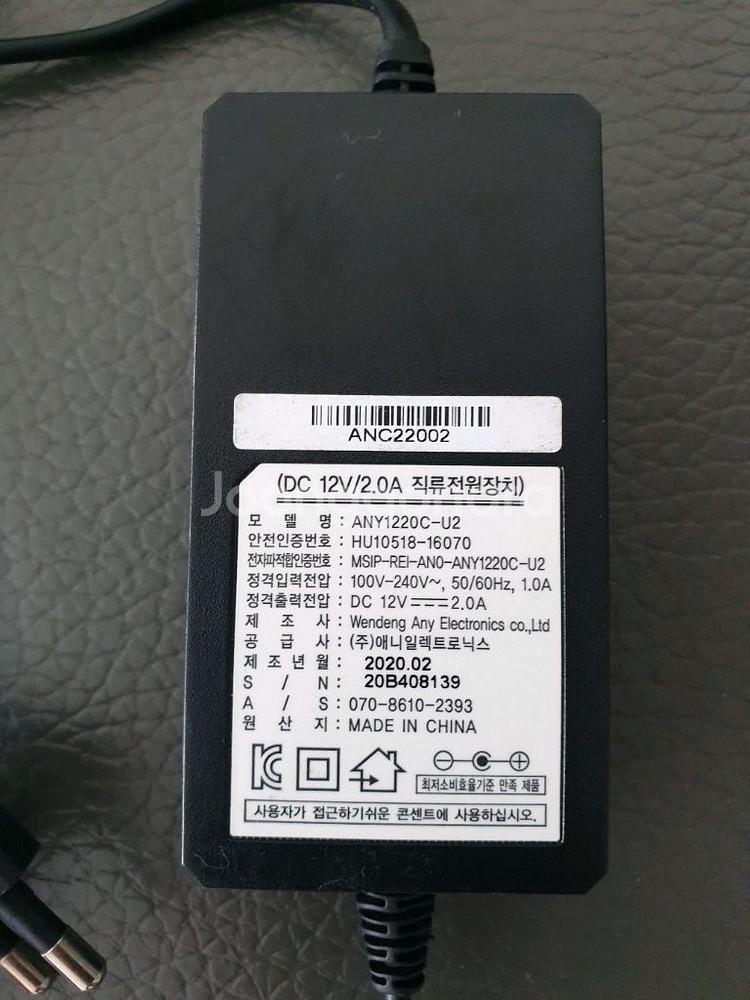 ANC22002
(DC 12V/2.0A 직류전원장치)
모 델 명 : ANY1220C-U2
안전인증번호 : HU10518-16070
전자파적합인증번호 : MSIP-REI-AN0-ANY1220C-U2
정격입력전압 : 100V-240V~, 50/60Hz, 1.0A
정격출력전압 : DC 12V⎓2.0A
제 조 사 : Wendeng Any Electronics co.,Ltd
공 급 사 : (주)애니일렉트로닉스
제 조 년 월 : 2020.02
S / N : 20B408139
A / S : 070-8610-2393
원 산 지 : MADE IN CHINA
최저소비효율기준 만족 제품
사용자가 접근하기쉬운 콘센트에 사용하십시오.